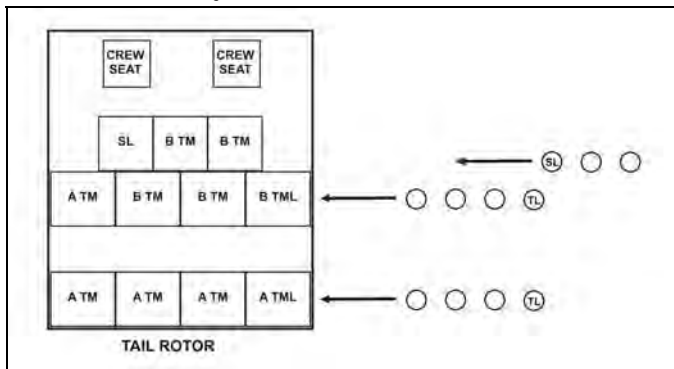 CREW SEAT
CREW SEAT
SL B TM B TM
SL
A TM B TM B TM B TML
TL
A TM A TM A TM A TML
TL
TAIL ROTOR